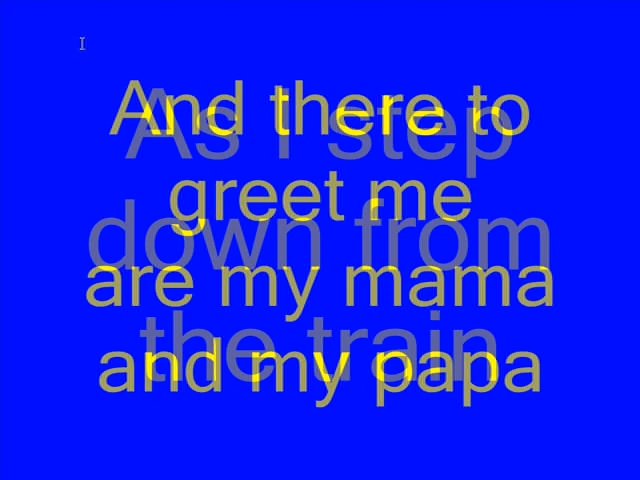 And there to
greet me
are my mama
and my papa
As I step
down from
the train